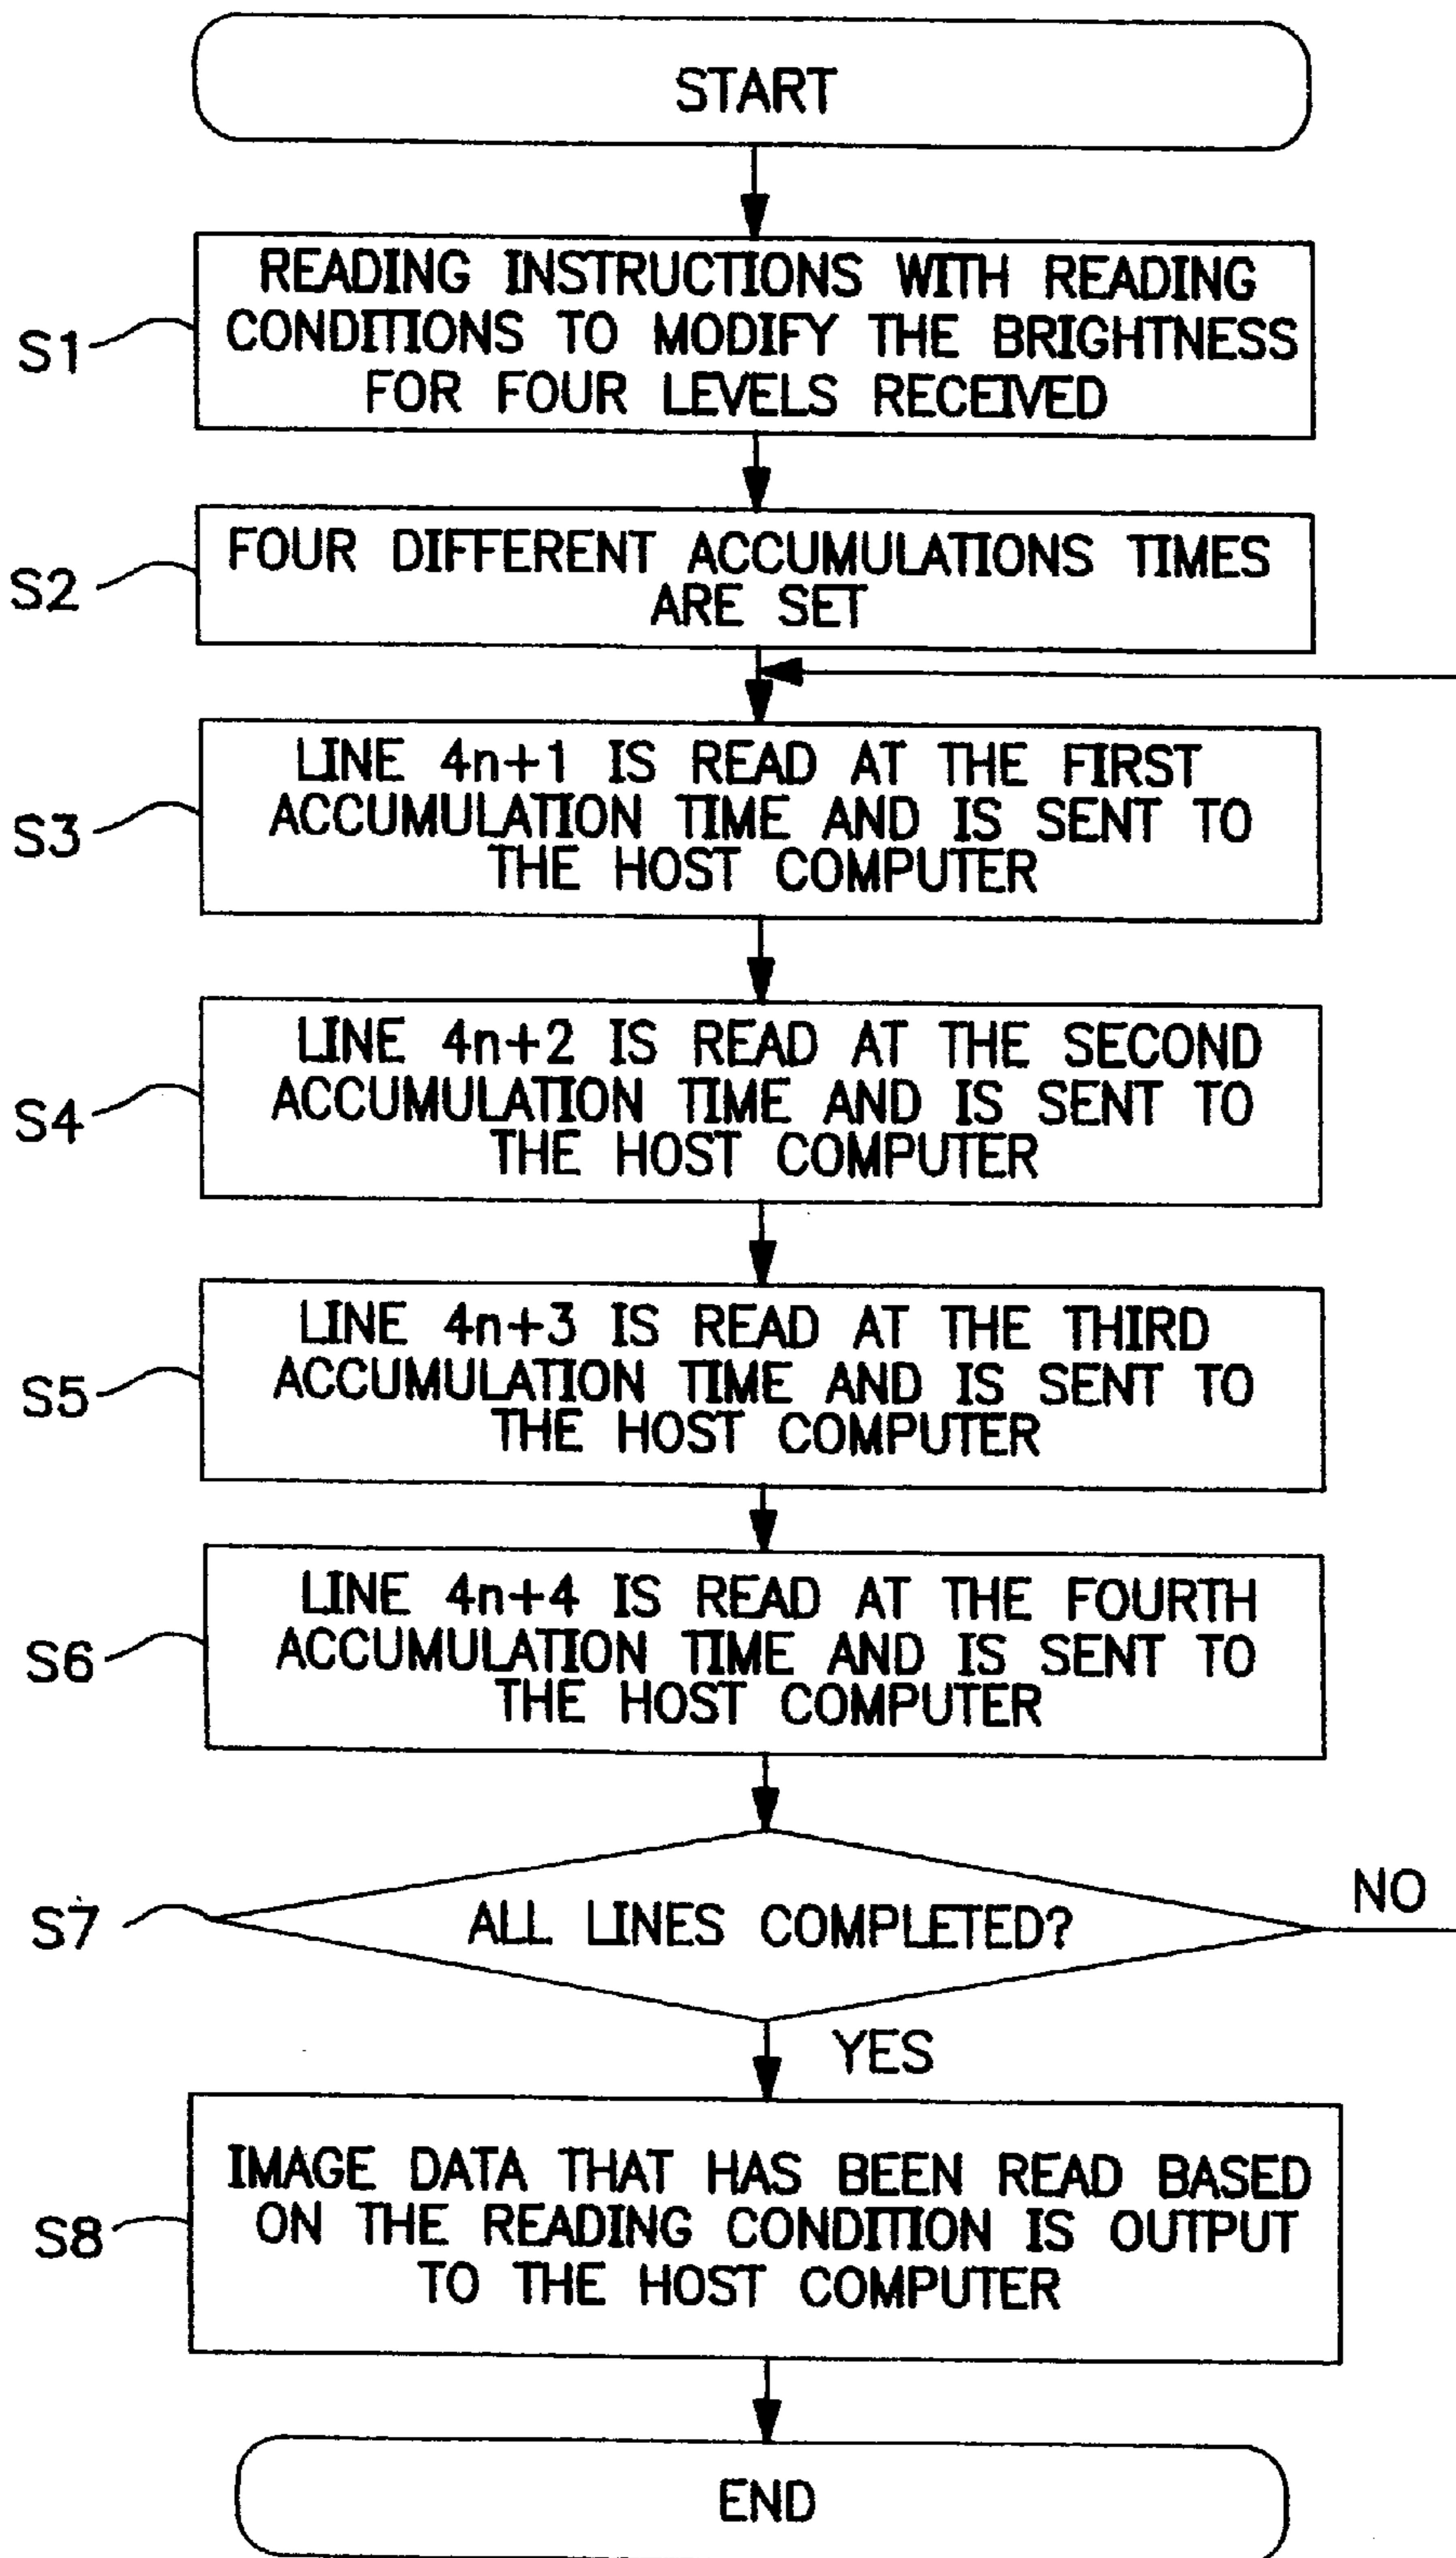 START
READING INSTRUCTIONS WITH READING
CONDITIONS TO MODIFY THE BRIGHTNESS
FOR FOUR LEVELS RECEIVED
S1
FOUR DIFFERENT ACCUMULATIONS TIMES
ARE SET
S2
LINE 4n+1 IS READ AT THE FIRST
ACCUMULATION TIME AND IS SENT TO
THE HOST COMPUTER
S3
LINE 4n+2 IS READ AT THE SECOND
ACCUMULATION TIME AND IS SENT TO
THE HOST COMPUTER
S4
LINE 4n+3 IS READ AT THE THIRD
ACCUMULATION TIME AND IS SENT TO
THE HOST COMPUTER
S5
LINE 4n+4 IS READ AT THE FOURTH
ACCUMULATION TIME AND IS SENT TO
THE HOST COMPUTER
S6
ALL LINES COMPLETED?
S7
NO
YES
IMAGE DATA THAT HAS BEEN READ BASED
ON THE READING CONDITION IS OUTPUT
TO THE HOST COMPUTER
S8
END